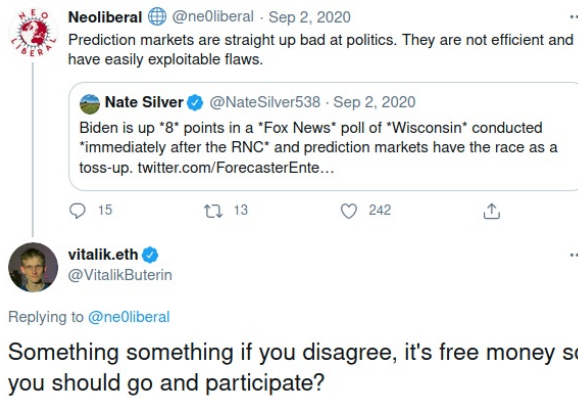 NEO
LIBERAL
Neoliberal @ne0liberal · Sep 2, 2020
Prediction markets are straight up bad at politics. They are not efficient and
have easily exploitable flaws.
Nate Silver @NateSilver538 · Sep 2, 2020
Biden is up *8* points in a *Fox News* poll of *Wisconsin* conducted
*immediately after the RNC* and prediction markets have the race as a
toss-up. twitter.com/ForecasterEnte…
15 13 242
vitalik.eth
@VitalikButerin
Replying to @ne0liberal
Something something if you disagree, it's free money
you should go and participate?